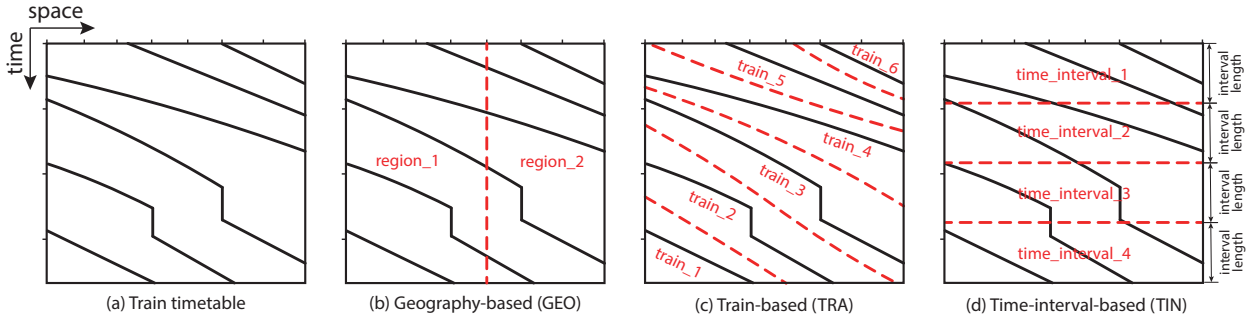 space
time
region_1
region_2
train_1
train_2
train_3
train_4
train_5
train_6
time_interval_1
time_interval_2
time_interval_3
time_interval_4
interval
length
interval
length
interval
length
interval
length
(a) Train timetable
(b) Geography-based (GEO)
(c) Train-based (TRA)
(d) Time-interval-based (TIN)